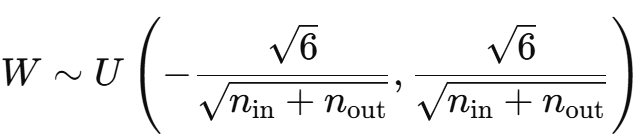 W ∼ U ( −√6/√(n_in + n_out), √6/√(n_in + n_out) )